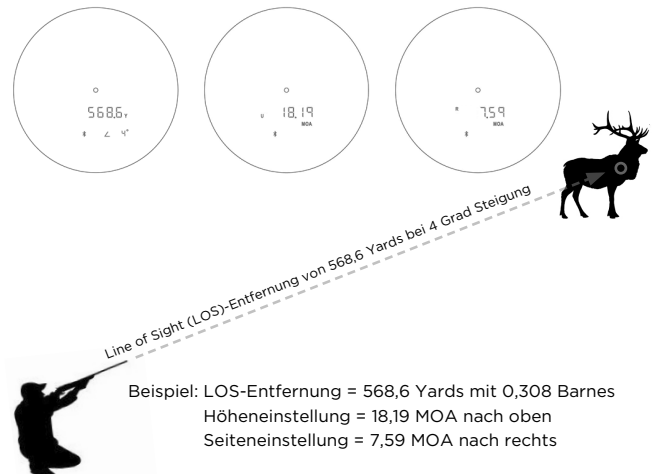 568.6 Y
4°
U 18.19
MOA
R 7.59
MOA
Line of Sight (LOS)-Entfernung von 568,6 Yards bei 4 Grad Steigung
Beispiel: LOS-Entfernung = 568,6 Yards mit 0,308 Barnes
Höheneinstellung = 18,19 MOA nach oben
Seiteneinstellung = 7,59 MOA nach rechts